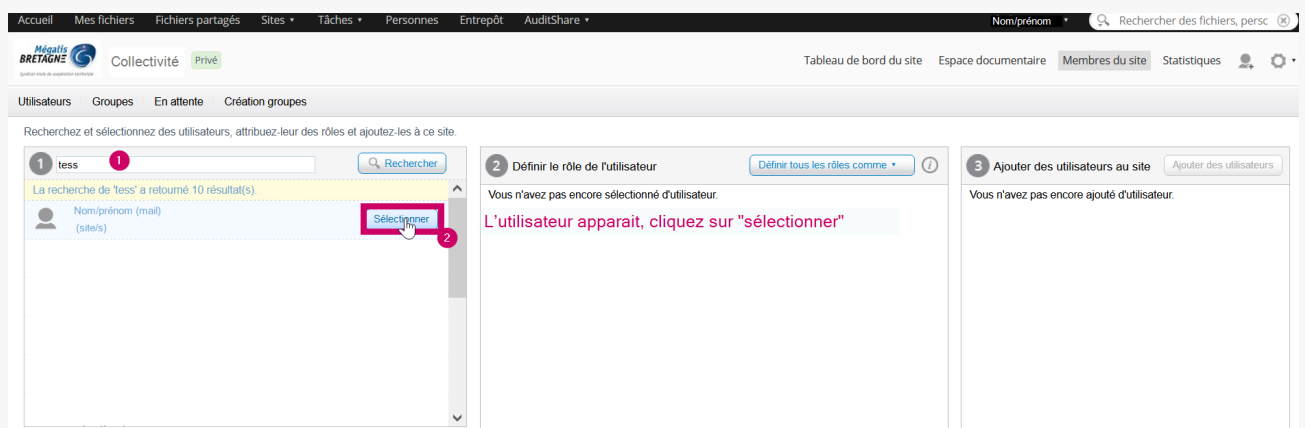 Accueil Mes fichiers Fichiers partagés Sites Tâches Personnes Entrepôt AuditShare Nom/prénom Rechercher des fichiers, persc
Mégalis
BRETAGNE
Collectivité Privé Tableau de bord du site Espace documentaire Membres du site Statistiques
Utilisateurs Groupes En attente Création groupes
Recherchez et sélectionnez des utilisateurs, attribuez-leur des rôles et ajoutez-les à ce site.
1 tess 1 Rechercher
La recherche de 'tess' a retourné 10 résultat(s).
Nom/prénom (mail)
(site/s)
Sélectionner
2
2 Définir le rôle de l'utilisateur Définir tous les rôles comme i
Vous n'avez pas encore sélectionné d'utilisateur.
L'utilisateur apparait, cliquez sur "sélectionner"
3 Ajouter des utilisateurs au site Ajouter des utilisateurs
Vous n'avez pas encore ajouté d'utilisateur.